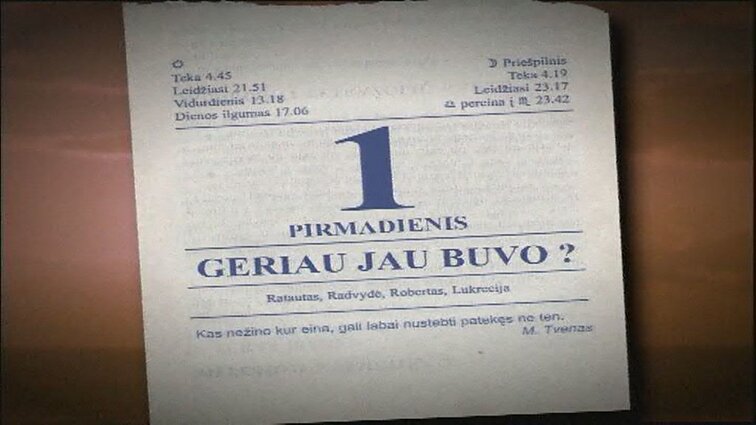 Teka 4.45
Leidžiasi 21.51
Vidurdienis 13.18
Dienos ilgumas 17.06
☽ Priešpilnis
Teka 4.19
Leidžiasi 23.17
♎ pereina į ♏ 23.42
1
PIRMADIENIS
GERIAU JAU BUVO ?
Ratautas, Radvydė, Robertas, Lukrecija
Kas nežino kur eina, gali labai nustebti patekęs ne ten.
M. Tvenas